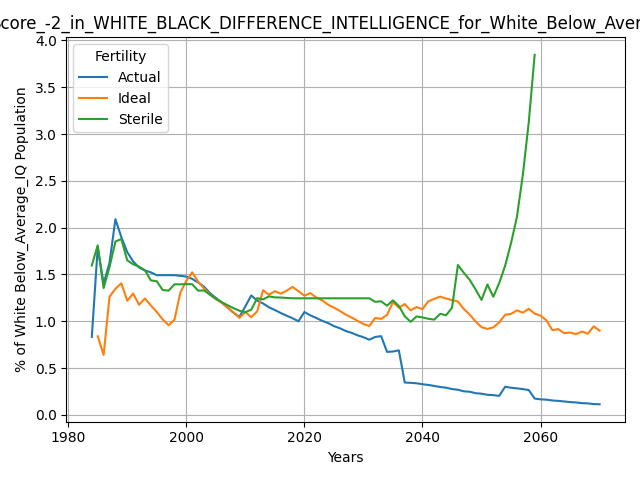 score_-2_in_WHITE_BLACK_DIFFERENCE_INTELLIGENCE_for_White_Below_Aver
Fertility
Actual
Ideal
Sterile
% of White Below_Average_IQ Population
4.0
3.5
3.0
2.5
2.0
1.5
1.0
0.5
0.0
1980
2000
2020
2040
2060
Years